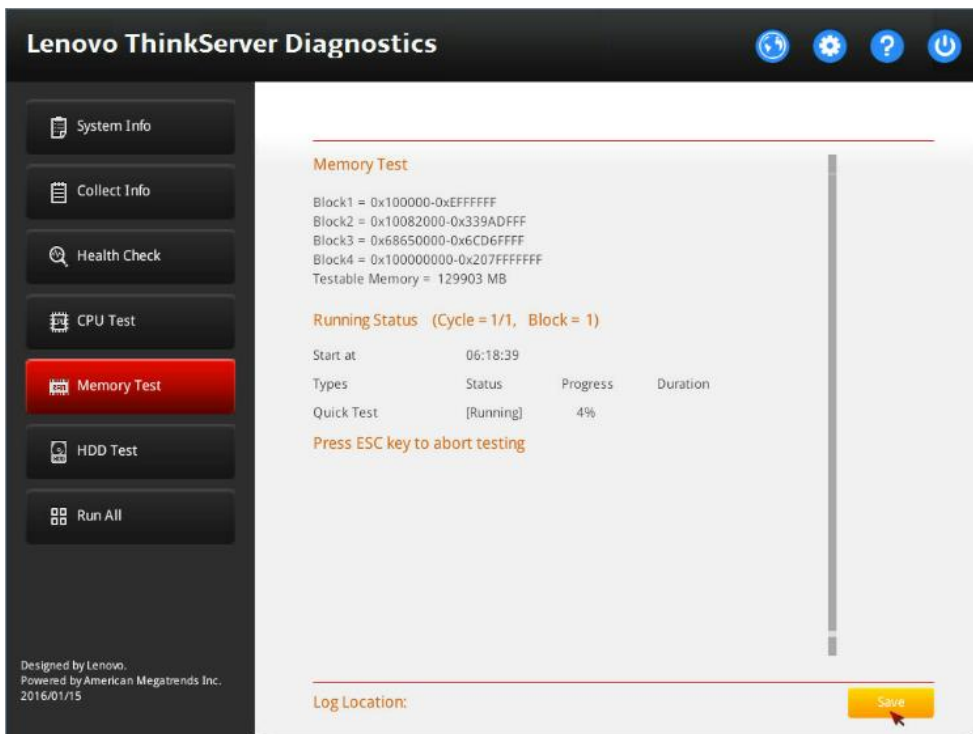 Lenovo ThinkServer Diagnostics
?
System Info
Collect Info
Health Check
CPU Test
Memory Test
HDD Test
Run All
Designed by Lenovo.
Powered by American Megatrends Inc.
2016/01/15
Memory Test
Block1 = 0x100000-0xEFFFFFF
Block2 = 0x10082000-0x339ADFFF
Block3 = 0x68650000-0x6CD6FFFF
Block4 = 0x100000000-0x207FFFFFFF
Testable Memory = 129903 MB
Running Status (Cycle = 1/1, Block = 1)
Start at 06:18:39
Types Status Progress Duration
Quick Test [Running] 4%
Press ESC key to abort testing
Log Location:
Save